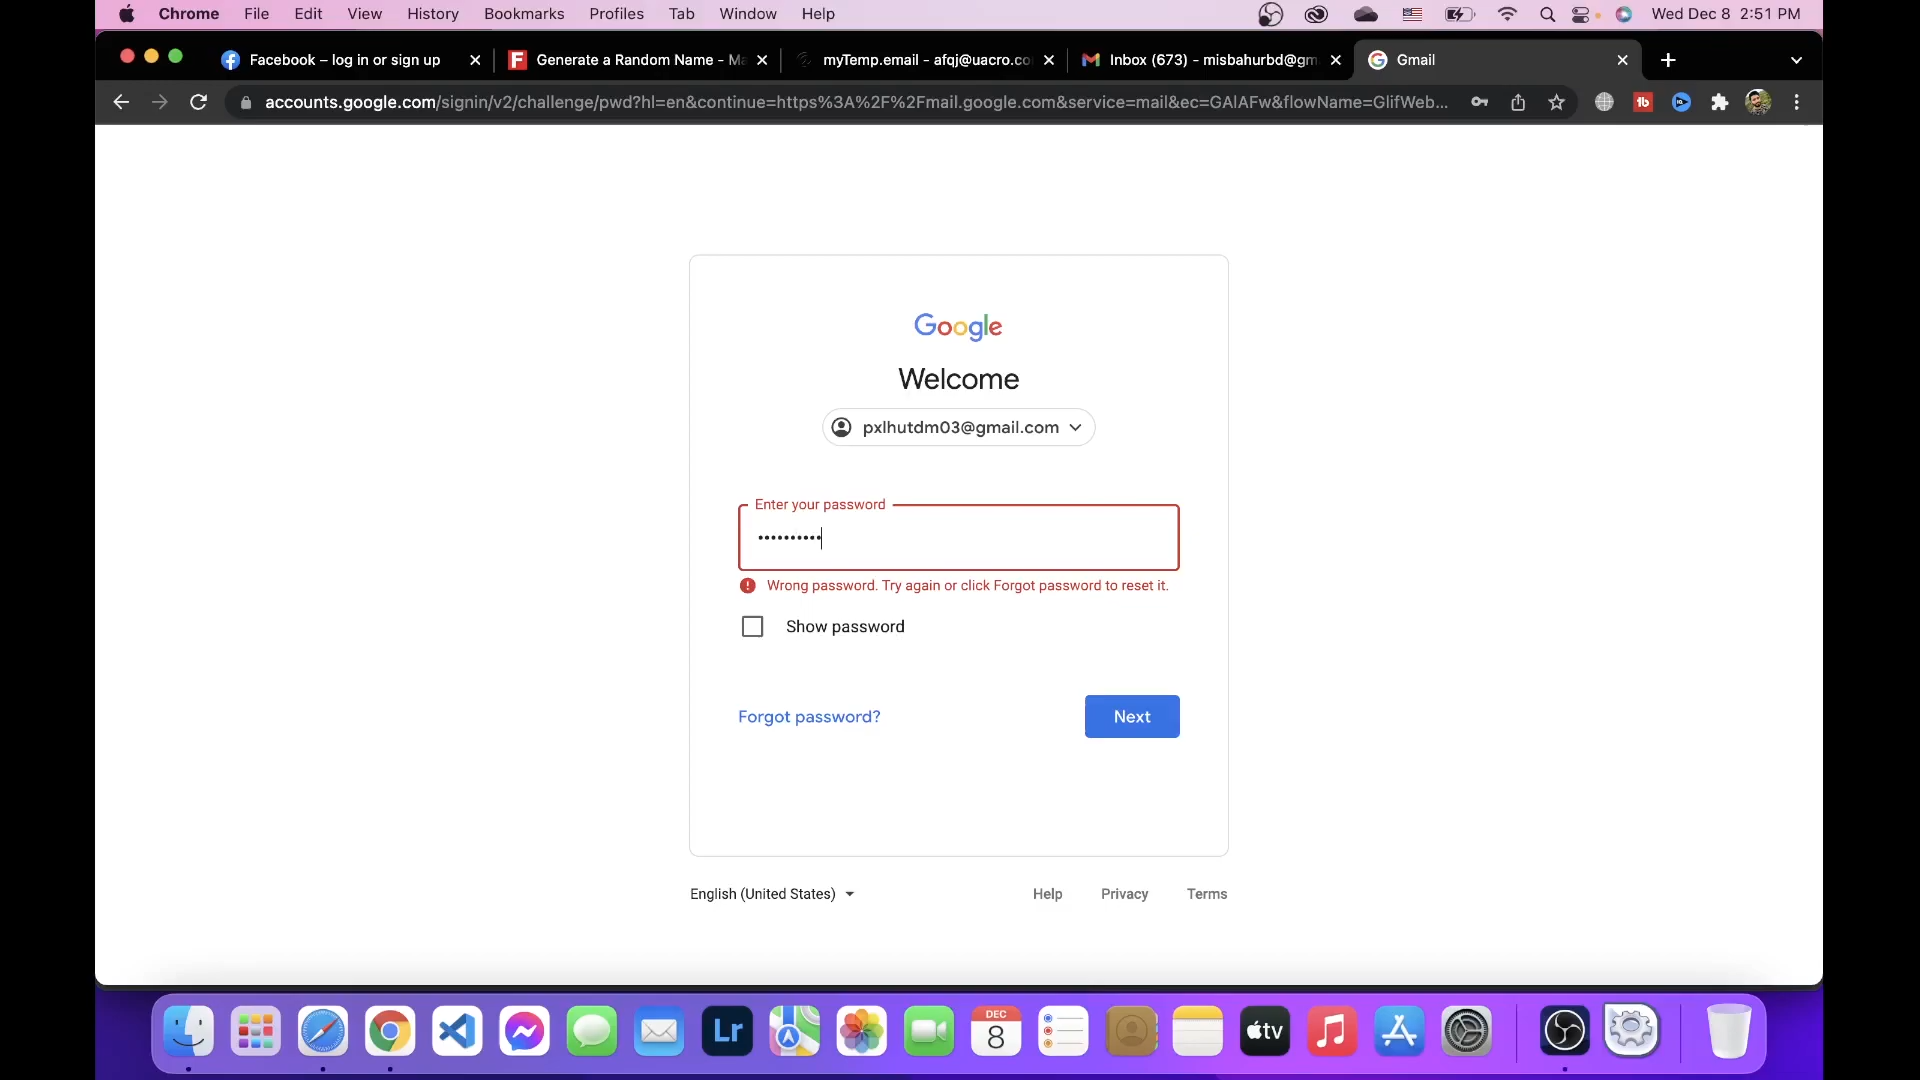 Chrome File Edit View History Bookmarks Profiles Tab Window Help Wed Dec 8 2:51 PM
Facebook – log in or sign up Generate a Random Name - Ma myTemp.email - afqj@uacro.co Inbox (673) - misbahurbd@gm Gmail
accounts.google.com/signin/v2/challenge/pwd?hl=en&continue=https%3A%2F%2Fmail.google.com&service=mail&ec=GAlAFw&flowName=GlifWeb...
Google
Welcome
pxlhutdm03@gmail.com
Enter your password
••••••••••
Wrong password. Try again or click Forgot password to reset it.
Show password
Forgot password? Next
English (United States) Help Privacy Terms
Lr DEC 8 tv